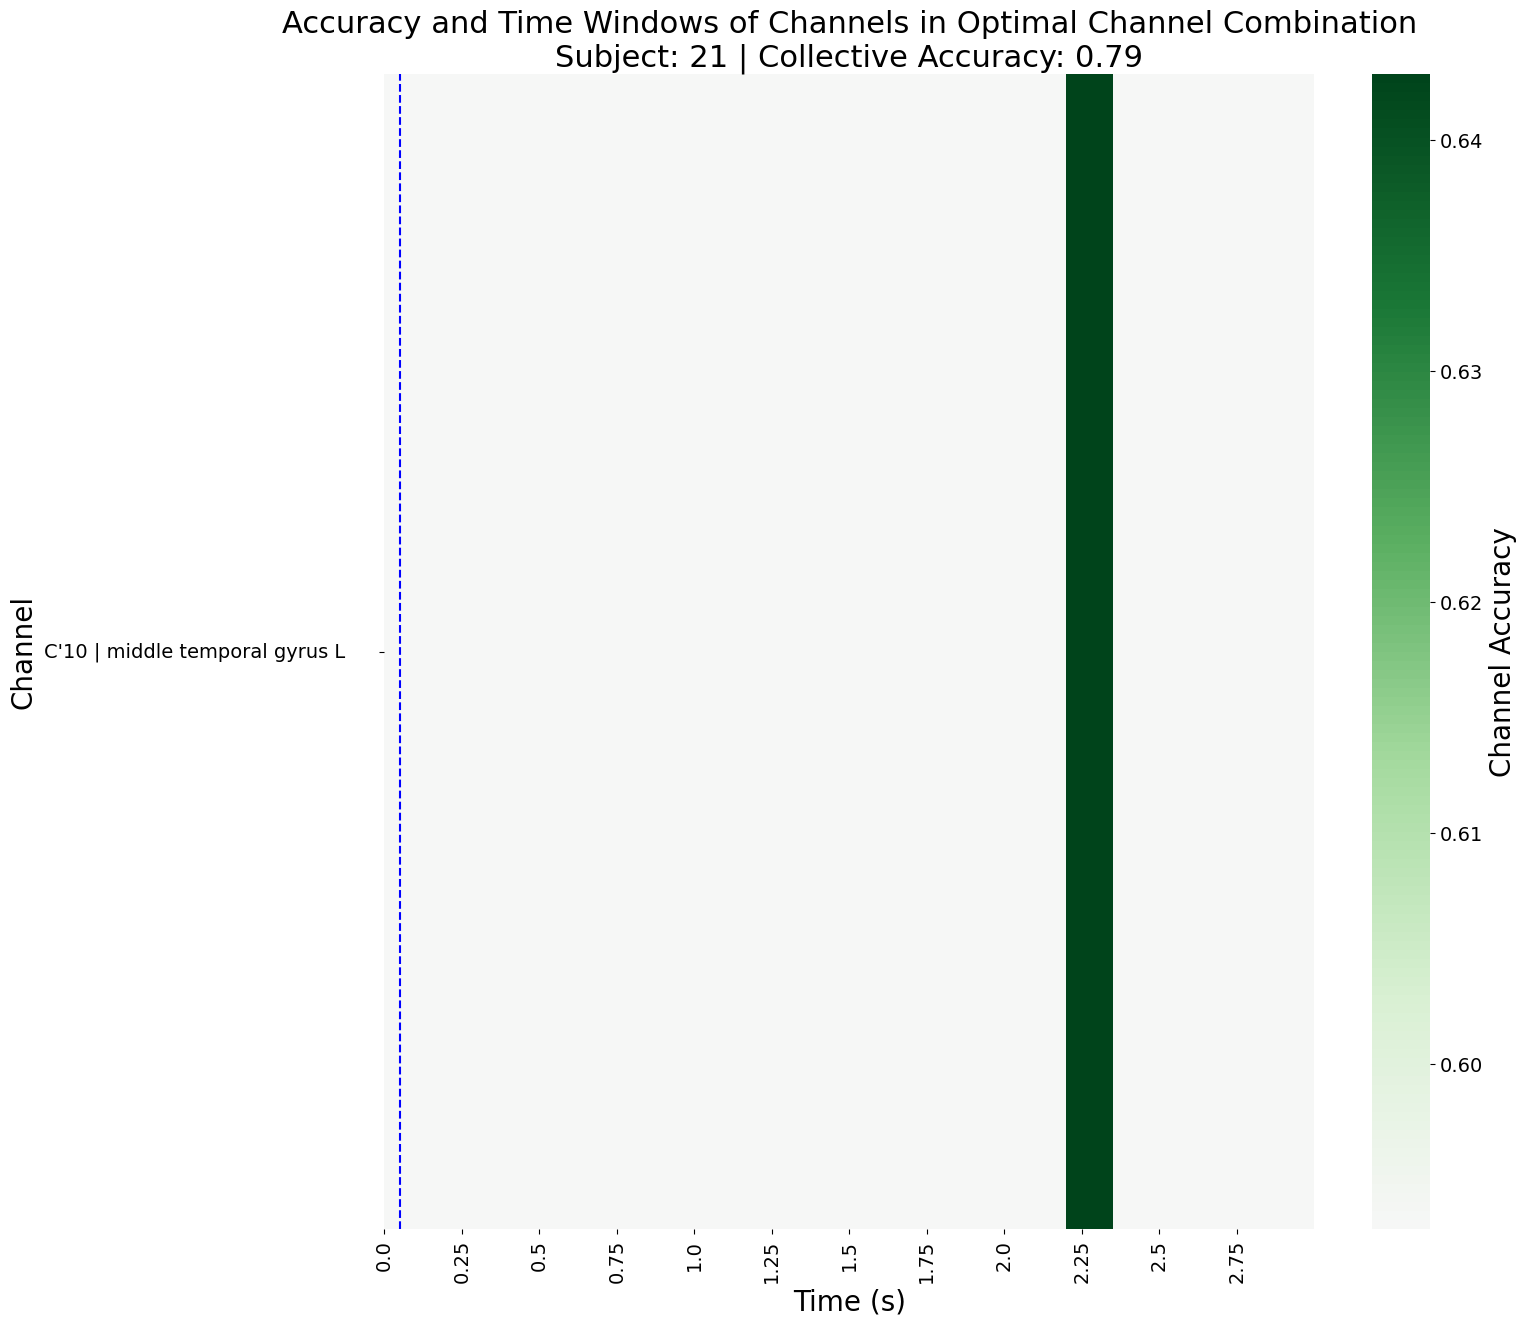 Accuracy and Time Windows of Channels in Optimal Channel Combination
Subject: 21 | Collective Accuracy: 0.79
Channel
C'10 | middle temporal gyrus L
0.0
0.25
0.5
0.75
1.0
1.25
1.5
1.75
2.0
2.25
2.5
2.75
Time (s)
0.64
0.63
0.62
0.61
0.60
Channel Accuracy